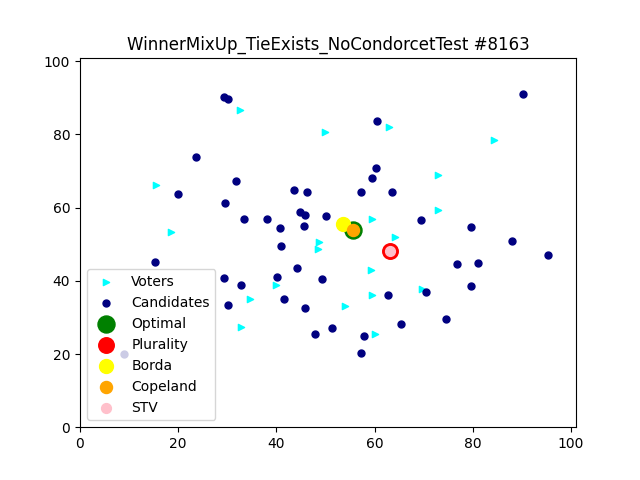 WinnerMixUp_TieExists_NoCondorcetTest #8163
100
80
60
40
20
0
Voters
Candidates
Optimal
Plurality
Borda
Copeland
STV
0 20 40 60 80 100